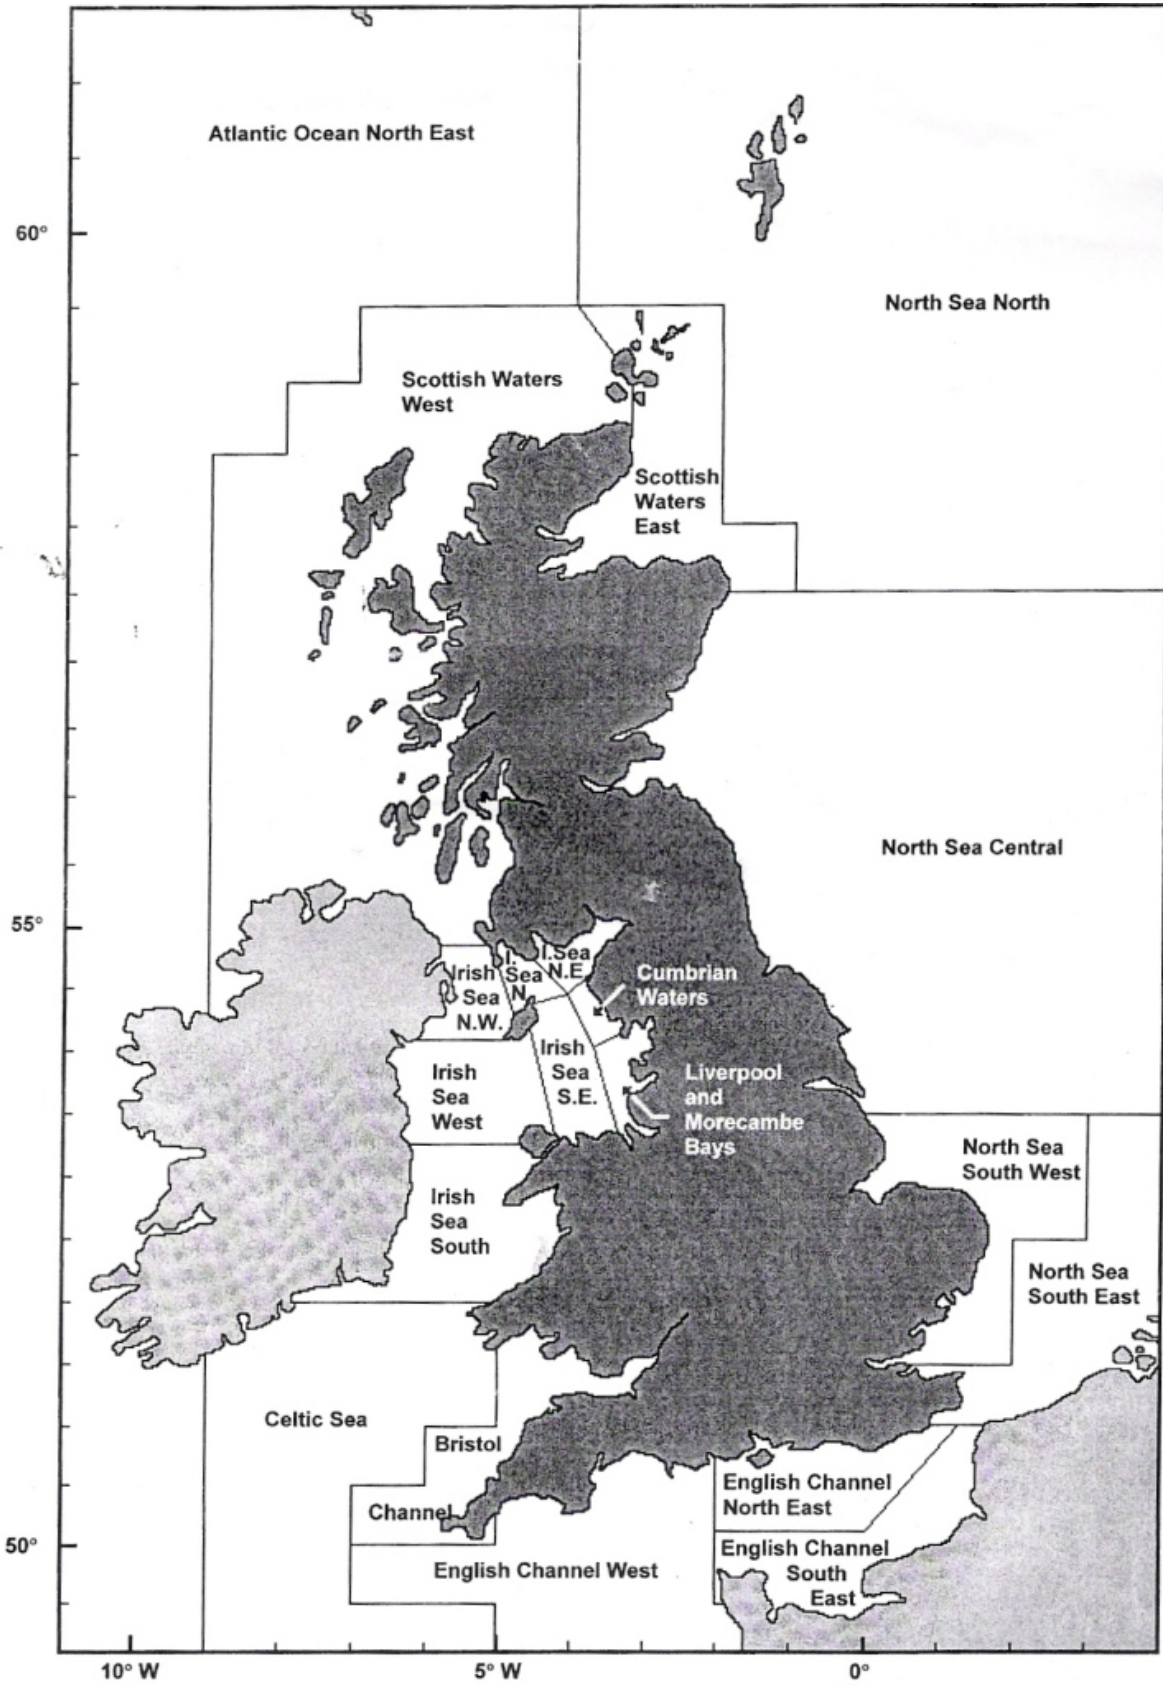 Atlantic Ocean North East
60°
North Sea North
Scottish Waters
West
Scottish
Waters
East
North Sea Central
55°
I.
Sea
N.
I.Sea
N.E.
Irish
Sea
N.W.
Cumbrian
Waters
Irish
Sea
S.E.
Irish
Sea
West
Liverpool
and
Morecambe
Bays
North Sea
South West
Irish
Sea
South
North Sea
South East
Celtic Sea
Bristol
Channel
English Channel
North East
50°
English Channel West
English Channel
South
East
10° W
5° W
0°